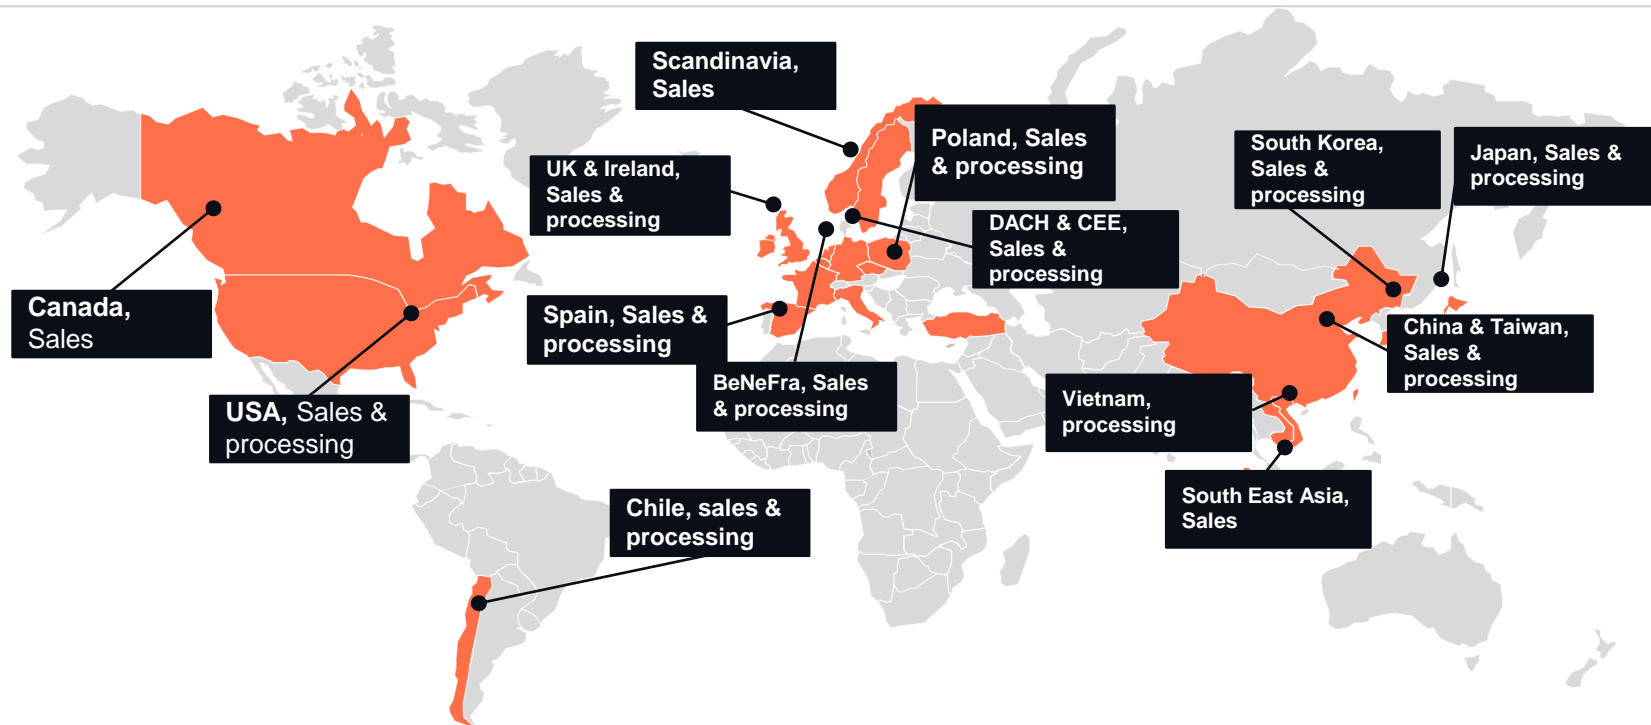 Scandinavia,
Sales
Poland, Sales
& processing
South Korea,
Sales &
processing
Japan, Sales &
processing
UK & Ireland,
Sales &
processing
DACH & CEE,
Sales &
processing
Canada,
Sales
Spain, Sales &
processing
China & Taiwan,
Sales &
processing
BeNeFra, Sales
& processing
Vietnam,
processing
USA, Sales &
processing
South East Asia,
Sales
Chile, sales &
processing